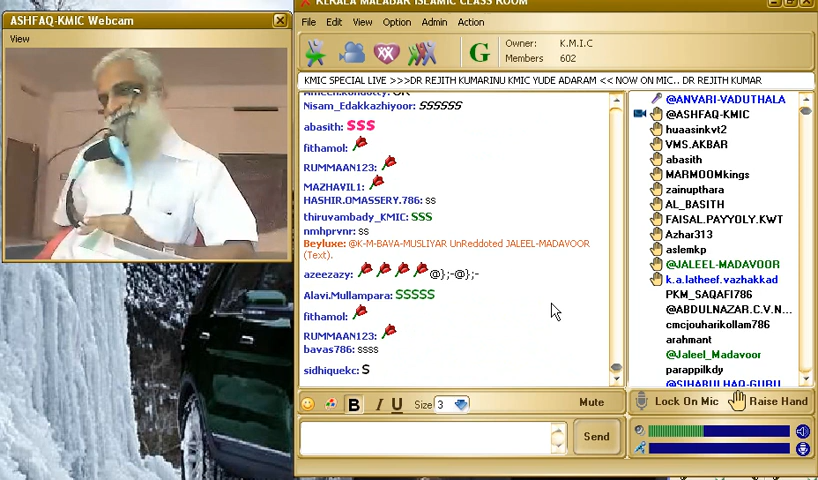 ASHFAQ-KMIC Webcam
View
KERALA MALABAR ISLAMIC CLASS ROOM
File Edit View Option Admin Action
G
Owner: K.M.I.C
Members 602
KMIC SPECIAL LIVE >>>DR REJITH KUMARINU KMIC YUDE ADARAM << NOW ON MIC.. DR REJITH KUMAR
Nisam_Edakkazhiyoor: SSSSSS
abasith: SSS
fithamol:
RUMMAAN123:
MAZHAVIL1:
HASHIR.OMASSERY.786: ss
thiruvambady_KMIC: SSS
nmhprvnr: ss
Beyluxe: @K-M-BAVA-MUSLIYAR UnReddoted JALEEL-MADAVOOR
(Text).
azeezazy: @};-@};-
Alavi.Mullampara: SSSSS
fithamol:
RUMMAAN123:
bavas786: ssss
sidhiquekc: S
@ANVARI-VADUTHALA
@ASHFAQ-KMIC
huaasinkvt2
VMS.AKBAR
abasith
MARMOOMkings
zainupthara
AL_BASITH
FAISAL.PAYYOLY.KWT
Azhar313
aslemkp
@JALEEL-MADAVOOR
k.a.latheef.vazhakkad
PKM_SAQAFI786
@ABDULNAZAR.C.V.N...
cmcjouharikollam786
arahmant
@Jaleel_Madavoor
parappilkdy
@SIHABULHAQ-GURU
B I U Size 3 Mute
Lock On Mic Raise Hand
Send